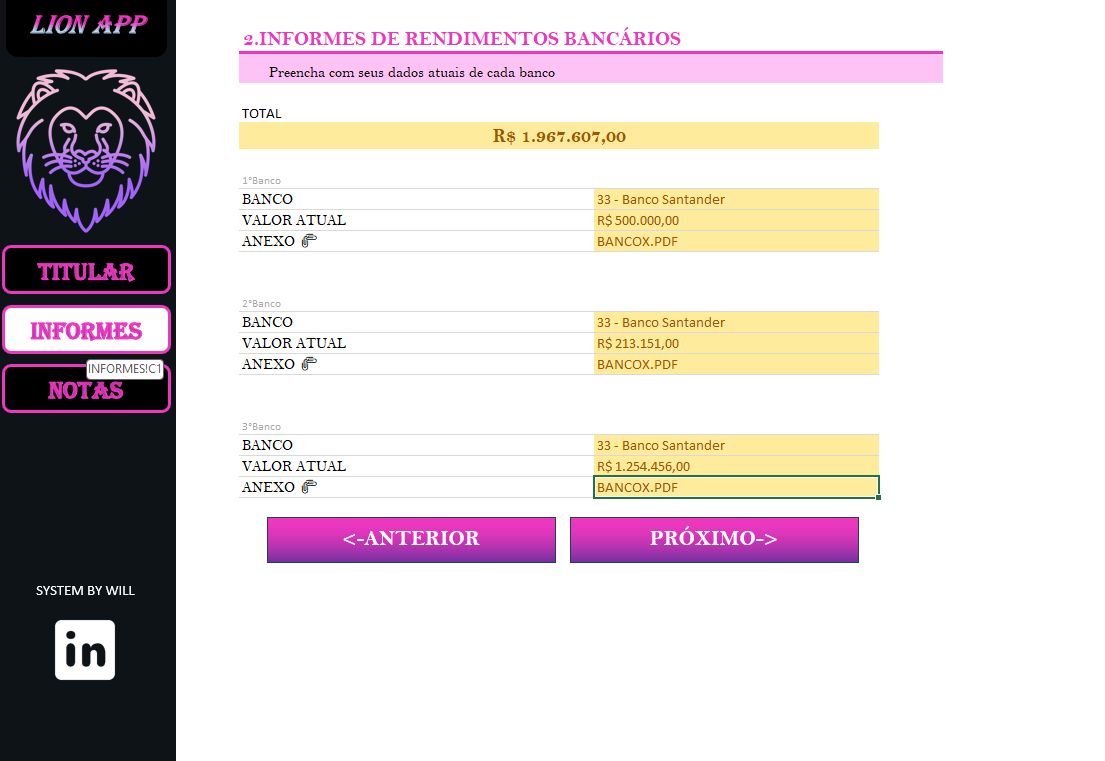 LION APP
TITULAR
INFORMES
INFORMES!C1
NOTAS
SYSTEM BY WILL
in
2.INFORMES DE RENDIMENTOS BANCÁRIOS
Preencha com seus dados atuais de cada banco
TOTAL
R$ 1.967.607,00
1°Banco
BANCO 33 - Banco Santander
VALOR ATUAL R$ 500.000,00
ANEXO BANCOX.PDF
2°Banco
BANCO 33 - Banco Santander
VALOR ATUAL R$ 213.151,00
ANEXO BANCOX.PDF
3°Banco
BANCO 33 - Banco Santander
VALOR ATUAL R$ 1.254.456,00
ANEXO BANCOX.PDF
<-ANTERIOR PRÓXIMO->